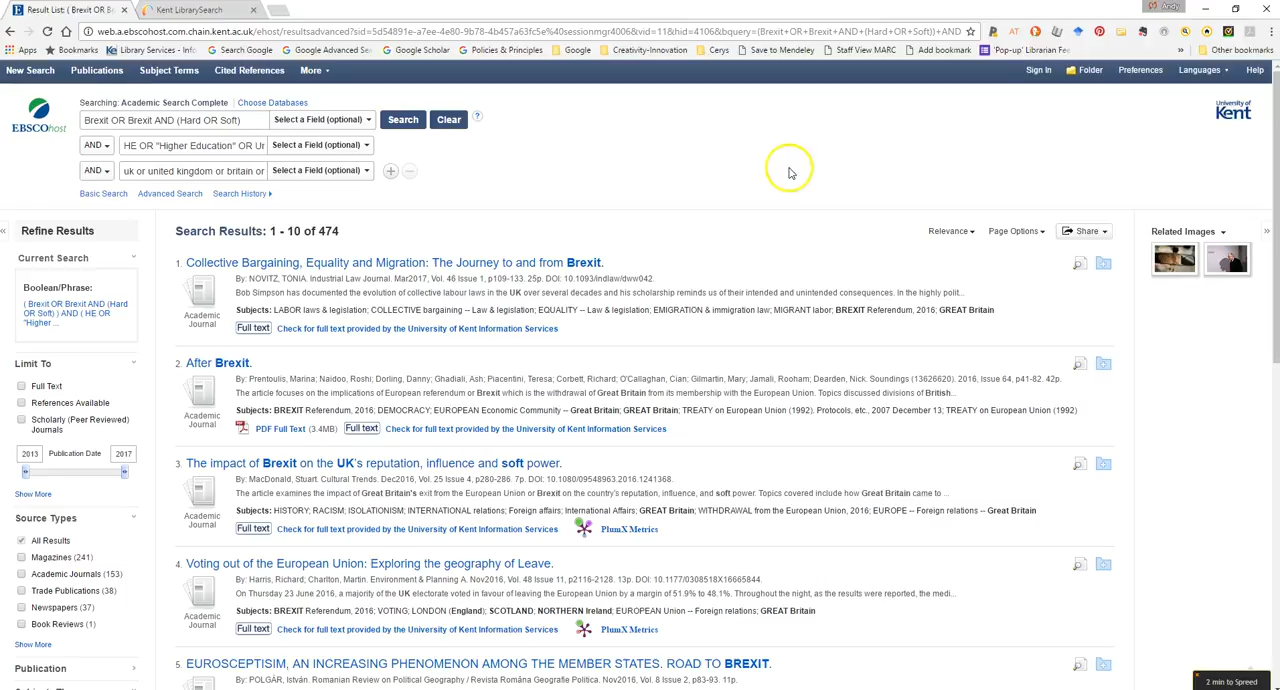 Result List: ( Brexit OR B
Kent LibrarySearch
Andy
web.a.ebscohost.com.chain.kent.ac.uk/ehost/resultsadvanced?sid=5d54891e-a7ee-4e80-9b78-4b457a63fc5e%40sessionmgr4006&vid=11&hid=4106&bquery=(Brexit+OR+Brexit+AND+(Hard+OR+Soft))+AND
Apps Bookmarks Library Services - Info Search Google Google Advanced Sea Google Scholar Policies & Principles Google Creativity-Innovation Cerys Save to Mendeley Staff View MARC Add bookmark 'Pop-up' Librarian Fee » Other bookmarks
New Search Publications Subject Terms Cited References More Sign In Folder Preferences Languages Help
Searching: Academic Search Complete Choose Databases
Brexit OR Brexit AND (Hard OR Soft) Select a Field (optional) Search Clear ?
EBSCOhost
University of Kent
AND HE OR "Higher Education" OR Un Select a Field (optional)
AND uk or united kingdom or britain or Select a Field (optional)
Basic Search Advanced Search Search History
Refine Results
Current Search
Boolean/Phrase:
( Brexit OR Brexit AND (Hard
OR Soft) ) AND ( HE OR
"Higher ...
Limit To
Full Text
References Available
Scholarly (Peer Reviewed)
Journals
2013 Publication Date 2017
Show More
Source Types
All Results
Magazines (241)
Academic Journals (153)
Trade Publications (38)
Newspapers (37)
Book Reviews (1)
Show More
Publication
Search Results: 1 - 10 of 474
Relevance Page Options Share
1. Collective Bargaining, Equality and Migration: The Journey to and from Brexit.
Academic
Journal
By: NOVITZ, TONIA. Industrial Law Journal. Mar2017, Vol. 46 Issue 1, p109-133. 25p. DOI: 10.1093/indlaw/dww042.
Bob Simpson has documented the evolution of collective labour laws in the UK over several decades and his scholarship reminds us of their intended and unintended consequences. In the highly polit...
Subjects: LABOR laws & legislation; COLLECTIVE bargaining -- Law & legislation; EQUALITY -- Law & legislation; EMIGRATION & immigration law; MIGRANT labor; BREXIT Referendum, 2016; GREAT Britain
Full text Check for full text provided by the University of Kent Information Services
2. After Brexit.
Academic
Journal
By: Prentoulis, Marina; Naidoo, Roshi; Dorling, Danny; Ghadiali, Ash; Piacentini, Teresa; Corbett, Richard; O'Callaghan, Cian; Gilmartin, Mary; Jamali, Rooham; Dearden, Nick. Soundings (13626620). 2016, Issue 64, p41-82. 42p.
The article focuses on the implications of European referendum or Brexit which is the withdrawal of Great Britain from its membership with the European Union. Topics discussed divisions of British...
Subjects: BREXIT Referendum, 2016; DEMOCRACY; EUROPEAN Economic Community -- Great Britain; GREAT Britain; TREATY on European Union (1992). Protocols, etc., 2007 December 13; TREATY on European Union (1992)
PDF Full Text (3.4MB) Full text Check for full text provided by the University of Kent Information Services
3. The impact of Brexit on the UK's reputation, influence and soft power.
Academic
Journal
By: MacDonald, Stuart. Cultural Trends. Dec2016, Vol. 25 Issue 4, p280-286. 7p. DOI: 10.1080/09548963.2016.1241368.
The article examines the impact of Great Britain's exit from the European Union or Brexit on the country's reputation, influence, and soft power. Topics covered include how Great Britain came to ...
Subjects: HISTORY; RACISM; ISOLATIONISM; INTERNATIONAL relations; Foreign affairs; International Affairs; GREAT Britain; WITHDRAWAL from the European Union, 2016; EUROPE -- Foreign relations -- Great Britain
Full text Check for full text provided by the University of Kent Information Services PlumX Metrics
4. Voting out of the European Union: Exploring the geography of Leave.
Academic
Journal
By: Harris, Richard; Charlton, Martin. Environment & Planning A. Nov2016, Vol. 48 Issue 11, p2116-2128. 13p. DOI: 10.1177/0308518X16665844.
On Thursday 23 June 2016, a majority of the UK electorate voted in favour of leaving the European Union by a margin of 51.9% to 48.1%. Throughout the night, as the results were reported, the medi...
Subjects: BREXIT Referendum, 2016; VOTING; LONDON (England); SCOTLAND; NORTHERN Ireland; EUROPEAN Union -- Foreign relations; GREAT Britain
Full text Check for full text provided by the University of Kent Information Services PlumX Metrics
5. EUROSCEPTISIM, AN INCREASING PHENOMENON AMONG THE MEMBER STATES. ROAD TO BREXIT.
By: POLGÁR, István. Romanian Review on Political Geography / Revista Româna Geografie Politica. Nov2016, Vol. 8 Issue 2, p83-93. 11p.
Related Images
2 min to Spreed